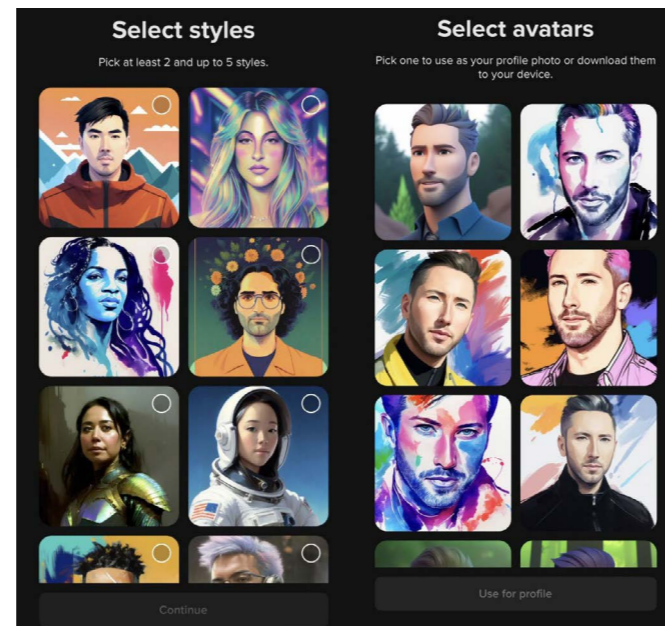 Select styles
Pick at least 2 and up to 5 styles.
Continue
Select avatars
Pick one to use as your profile photo or download them
to your device.
Use for profile